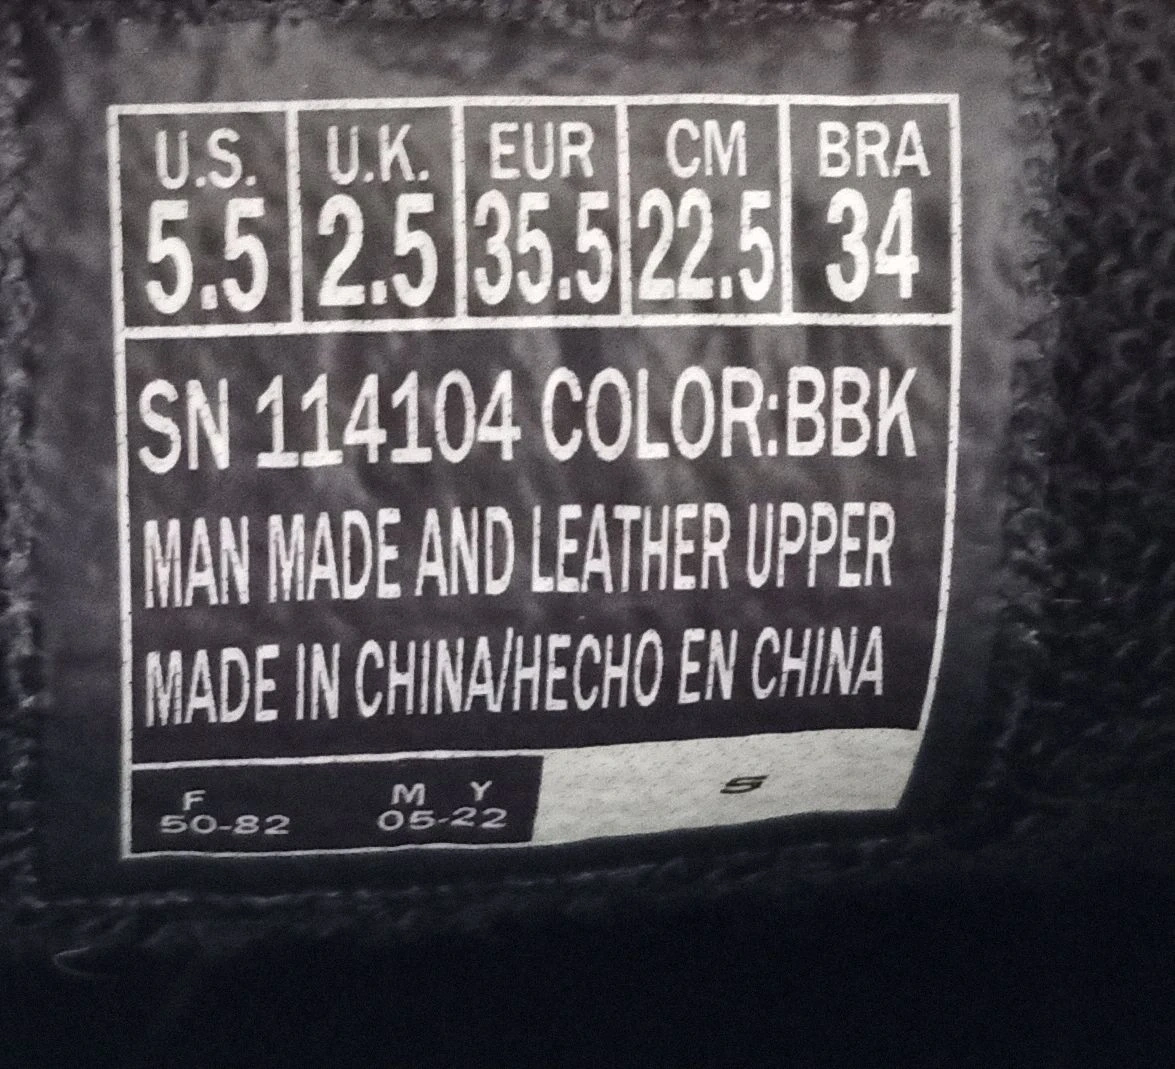 U.S. U.K. EUR CM BRA
5.5 2.5 35.5 22.5 34
SN 114104 COLOR:BBK
MAN MADE AND LEATHER UPPER
MADE IN CHINA/HECHO EN CHINA
F M Y
50-82 05-22
S